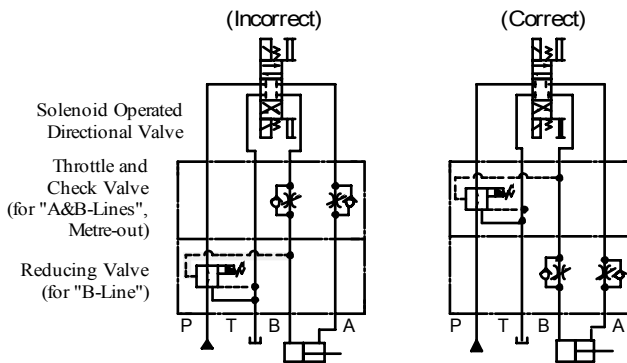 (Incorrect)
(Correct)
Solenoid Operated
Directional Valve
Throttle and
Check Valve
(for "A&B-Lines",
Metre-out)
Reducing Valve
(for "B-Line")
P T B A
P T B A